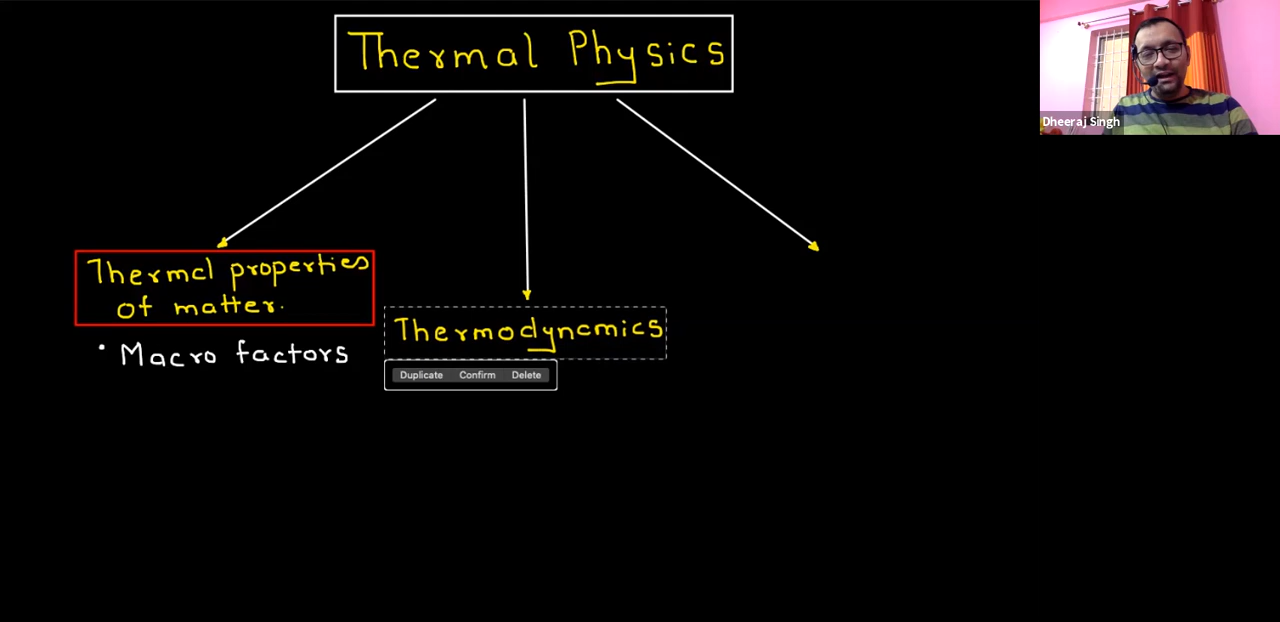 Thermal Physics
Dheeraj Singh
Thermal properties
of matter.
• Macro factors
Thermodynamics
Duplicate Confirm Delete